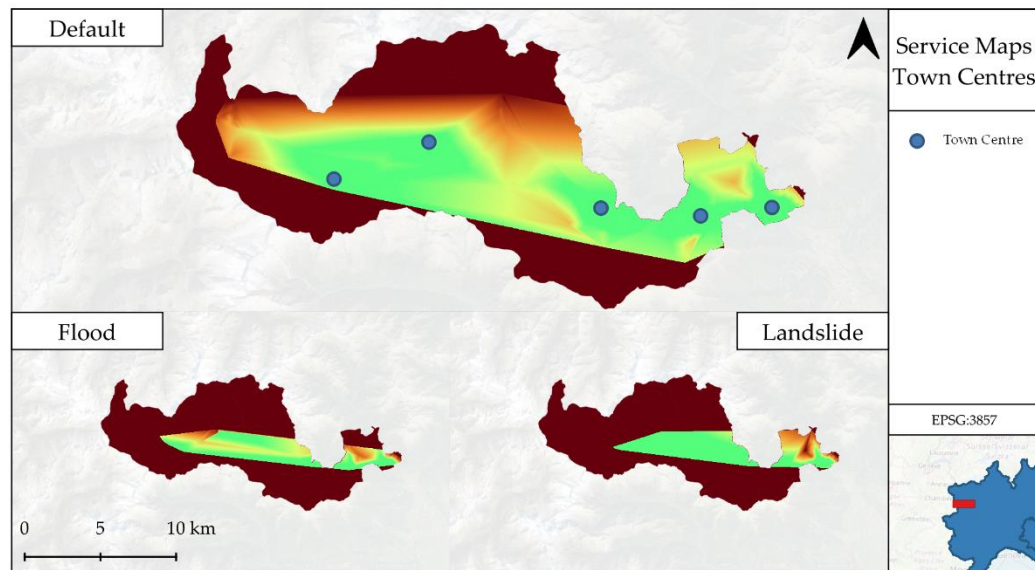 Default
Service Maps
Town Centres
Town Centre
Flood
Landslide
0 5 10 km
EPSG:3857